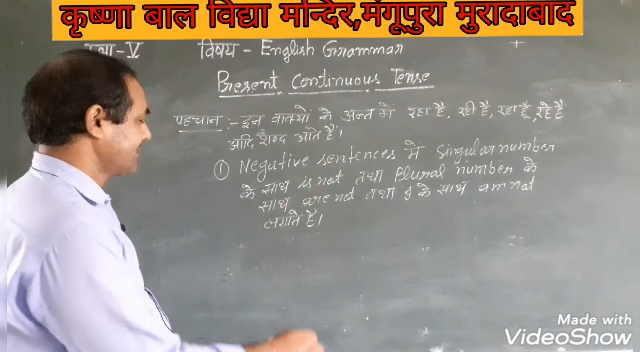 कृष्णा बाल विद्या मन्दिर,मंगूपुरा मुरादाबाद
कक्षा-V विषय - English Grammar
Present Continuous Tense
पहचान :- इन वाक्यों के अन्त में रहा है, रही है, रहा हूँ, रहे हैं
आदि शब्द आते हैं।
① Negative sentences में Singular number
के साथ is not तथा Plural number के
साथ are not तथा I के साथ am not
लगाते हैं।
Made with
VideoShow